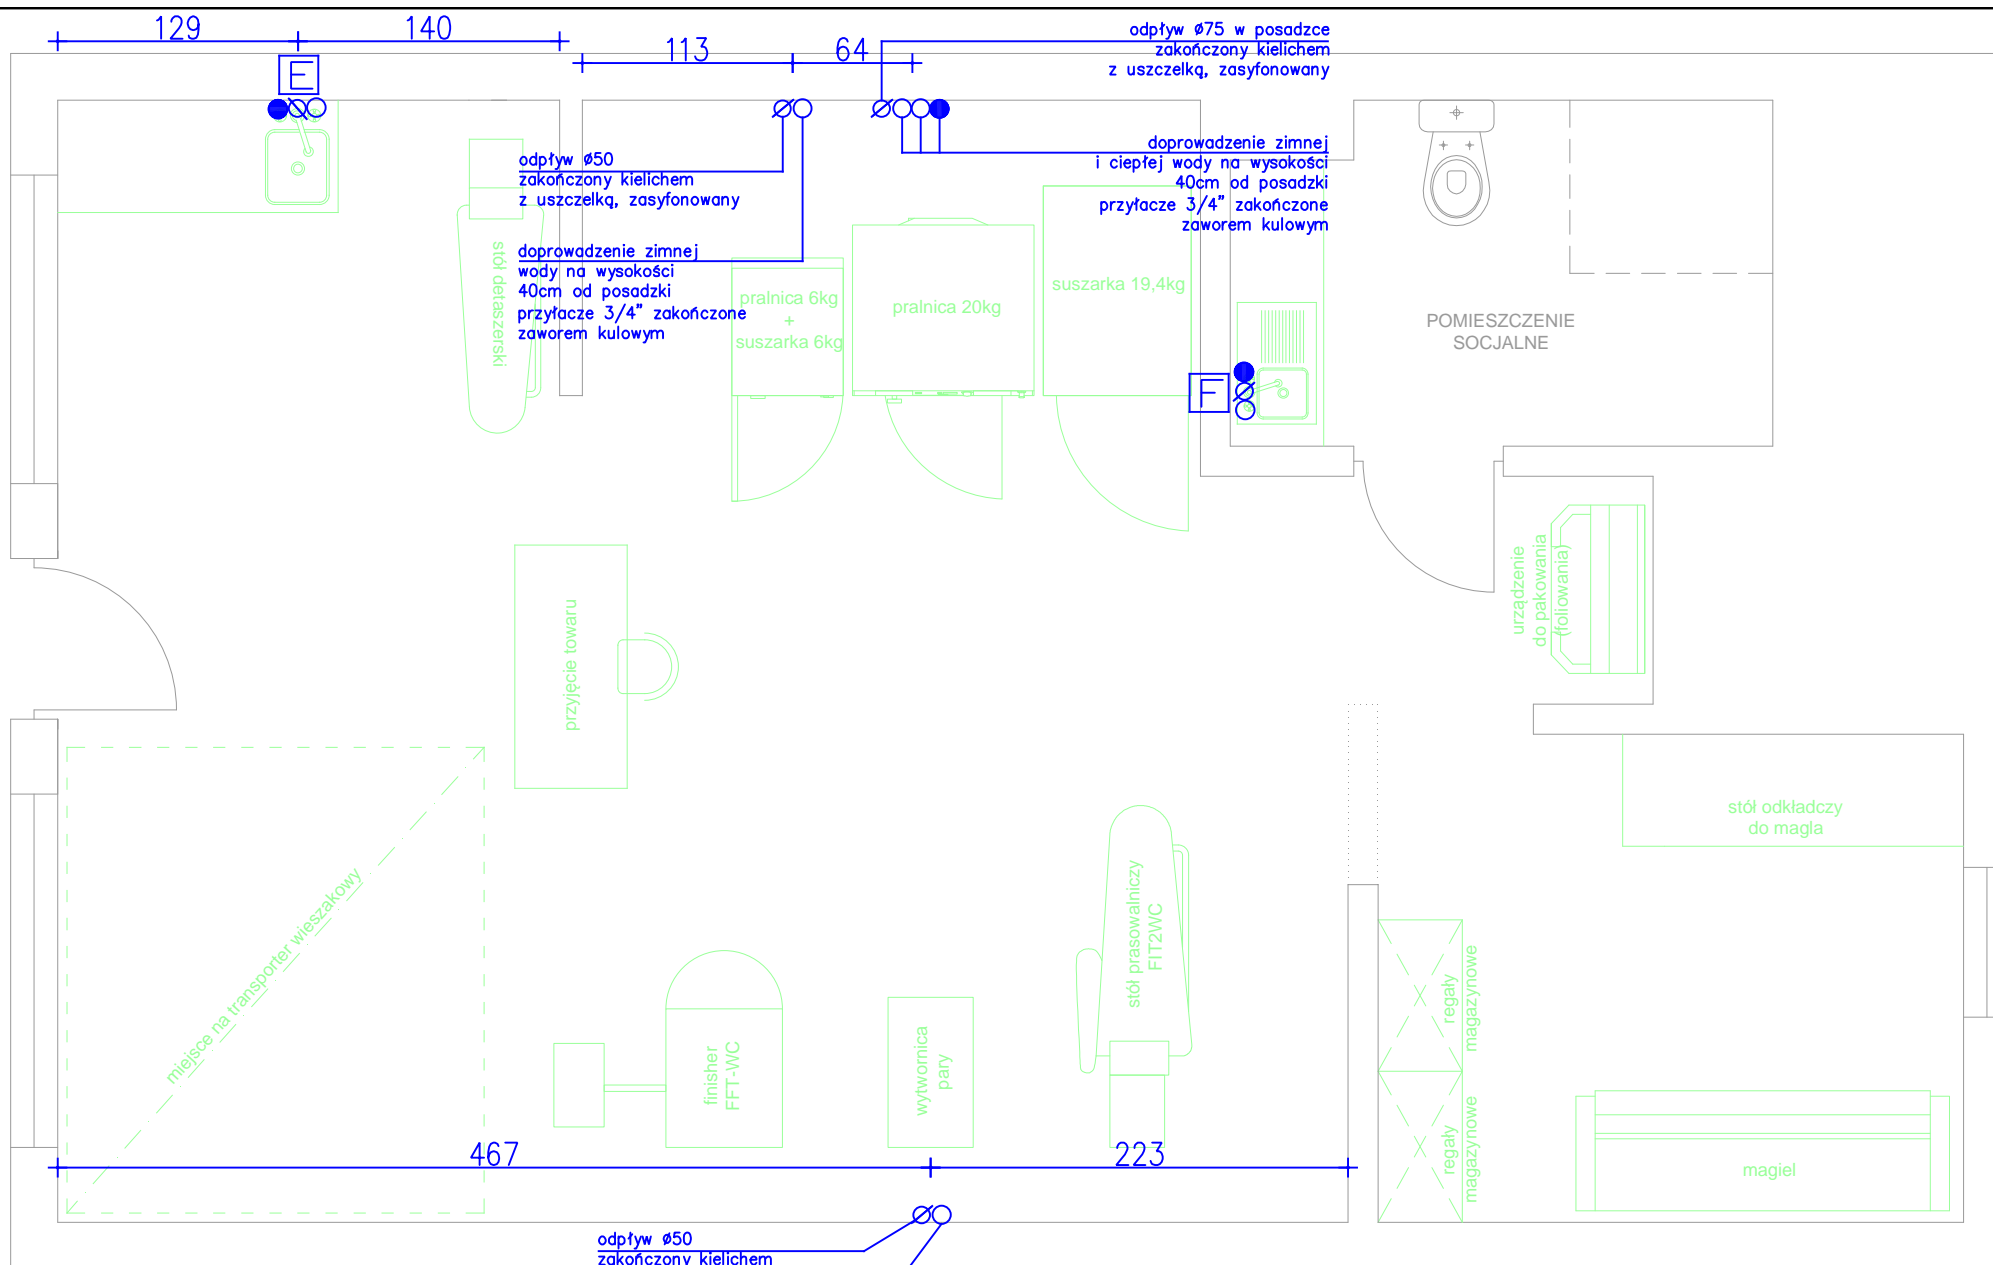 129
140
113
64
odpływ ø75 w posadzce
zakończony kielichem
z uszczelką, zasyfonowany
E
odpływ ø50
zakończony kielichem
z uszczelką, zasyfonowany
doprowadzenie zimnej
i ciepłej wody na wysokości
40cm od posadzki
przyłacze 3/4" zakończone
zaworem kulowym
doprowadzenie zimnej
wody na wysokości
40cm od posadzki
przyłacze 3/4" zakończone
zaworem kulowym
stół detaszerski
pralnica 6kg
+
suszarka 6kg
pralnica 20kg
suszarka 19,4kg
POMIESZCZENIE
SOCJALNE
F
urządzenie
do pakowania
(foliowania)
przyjęcie towaru
stół odkładczy
do magla
miejsce na transporter wieszakowy
stół prasowalniczy
FIT2WC
finisher
FFT-WC
wytwornica
pary
regały
magazynowe
regały
magazynowe
magiel
467
223
odpływ ø50
zakończony kielichem